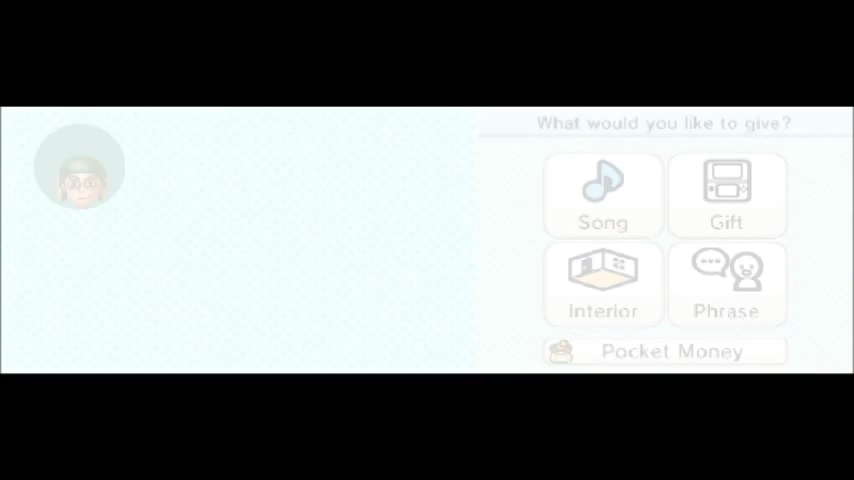 What would you like to give?
Song
Gift
Interior
Phrase
Pocket Money